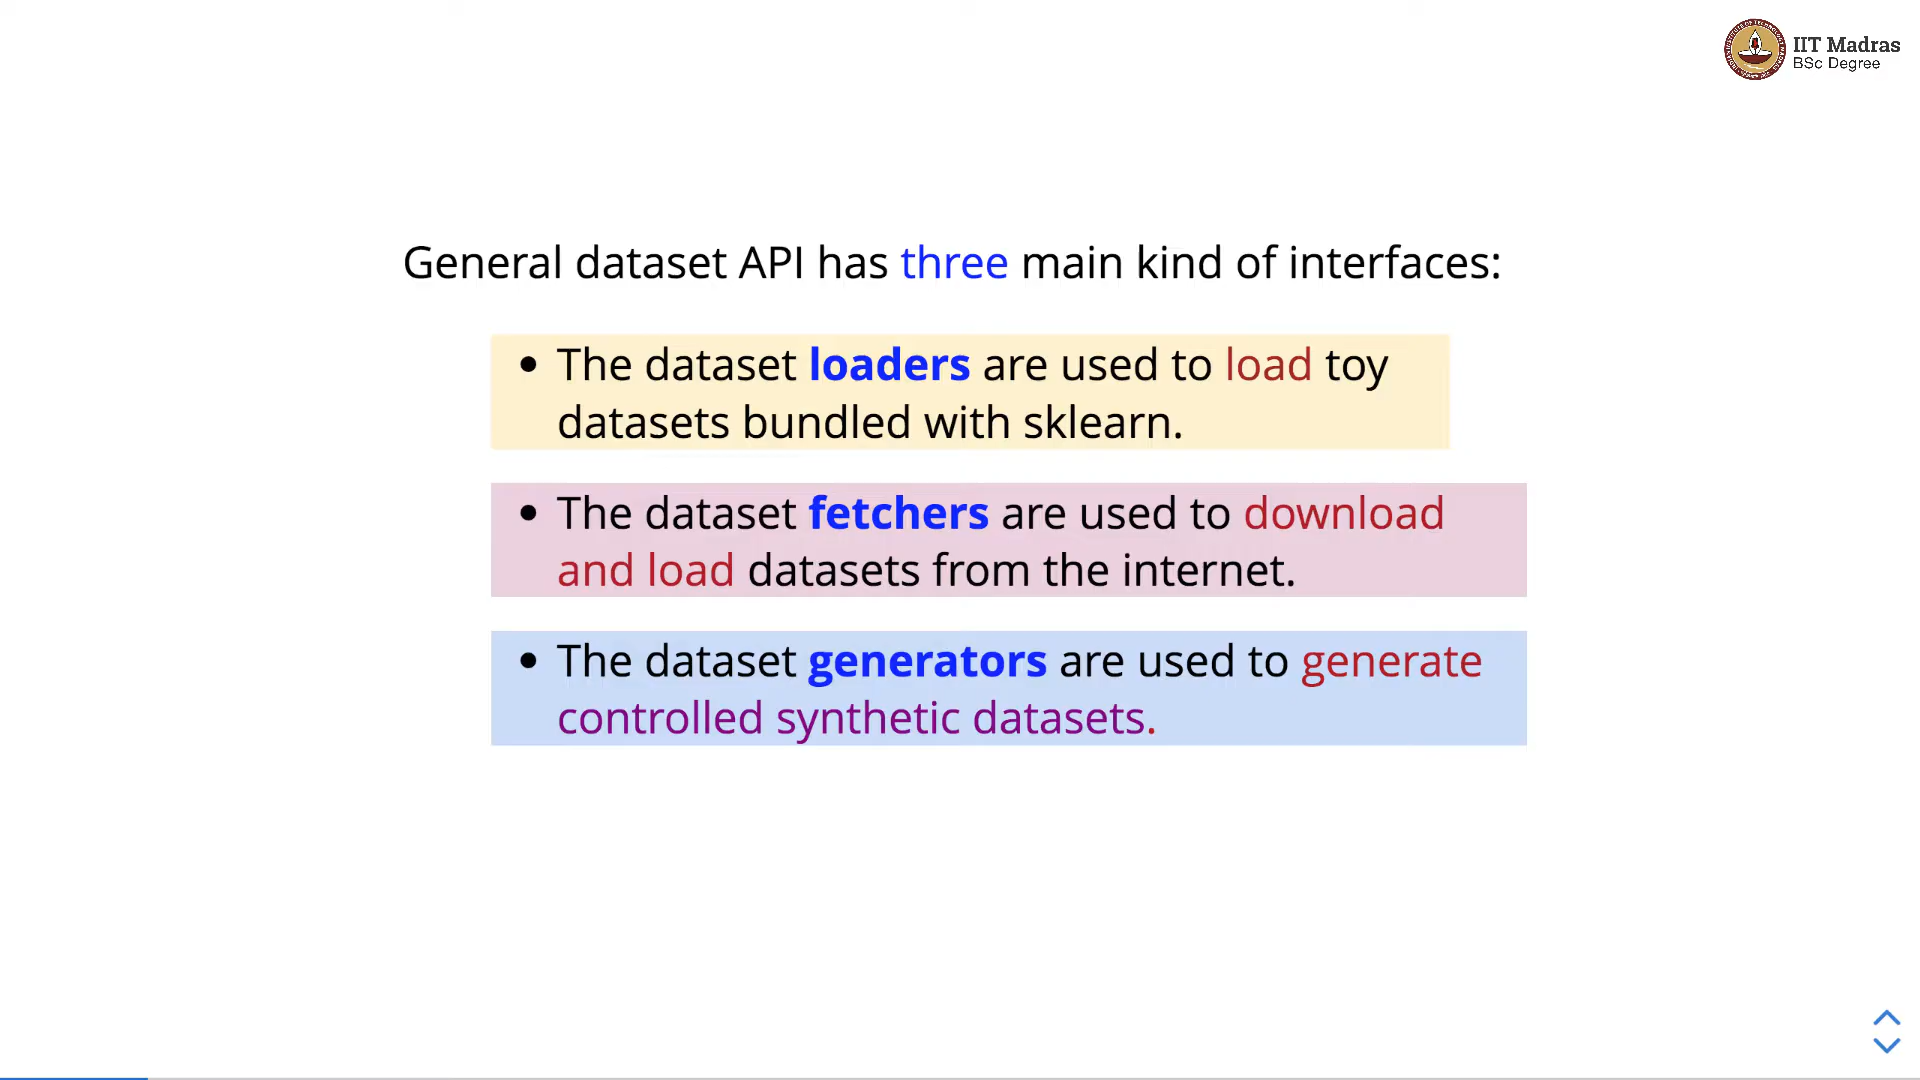 IIT Madras
BSc Degree
General dataset API has three main kind of interfaces:
• The dataset loaders are used to load toy
datasets bundled with sklearn.
• The dataset fetchers are used to download
and load datasets from the internet.
• The dataset generators are used to generate
controlled synthetic datasets.